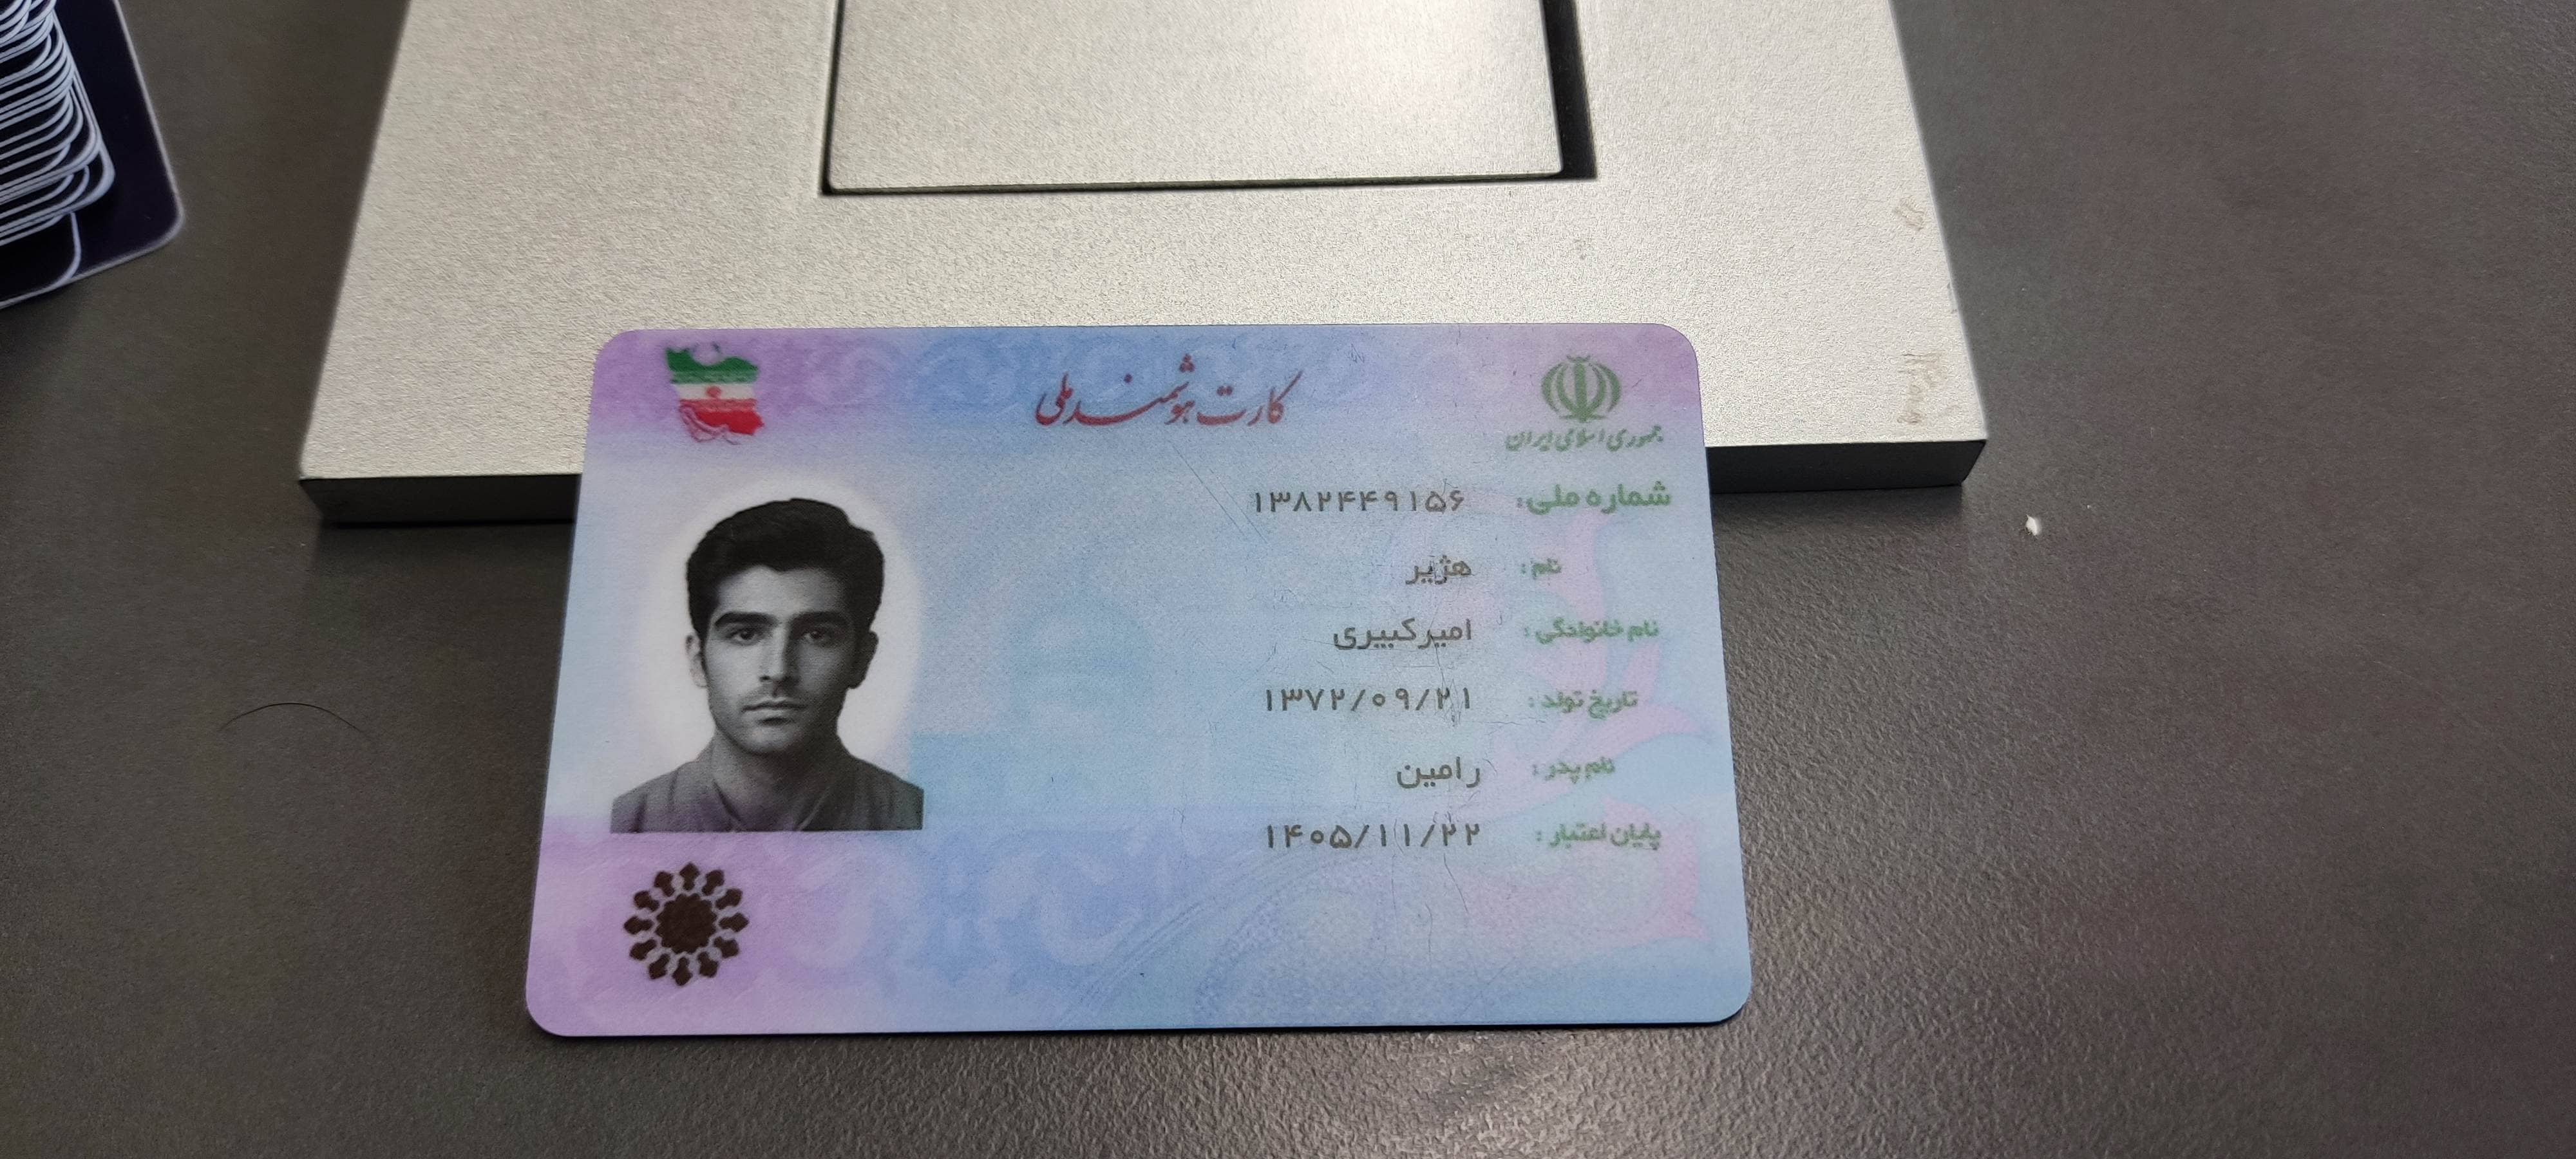 کارت هوشمند ملی
جمهوری اسلامی ایران
شماره ملی: ۱۳۸۲۴۴۹۱۵۶
نام: هژیر
نام خانوادگی: امیرکبیری
تاریخ تولد: ۱۳۷۲/۰۹/۲۱
نام پدر: رامین
پایان اعتبار: ۱۴۰۵/۱۱/۲۲